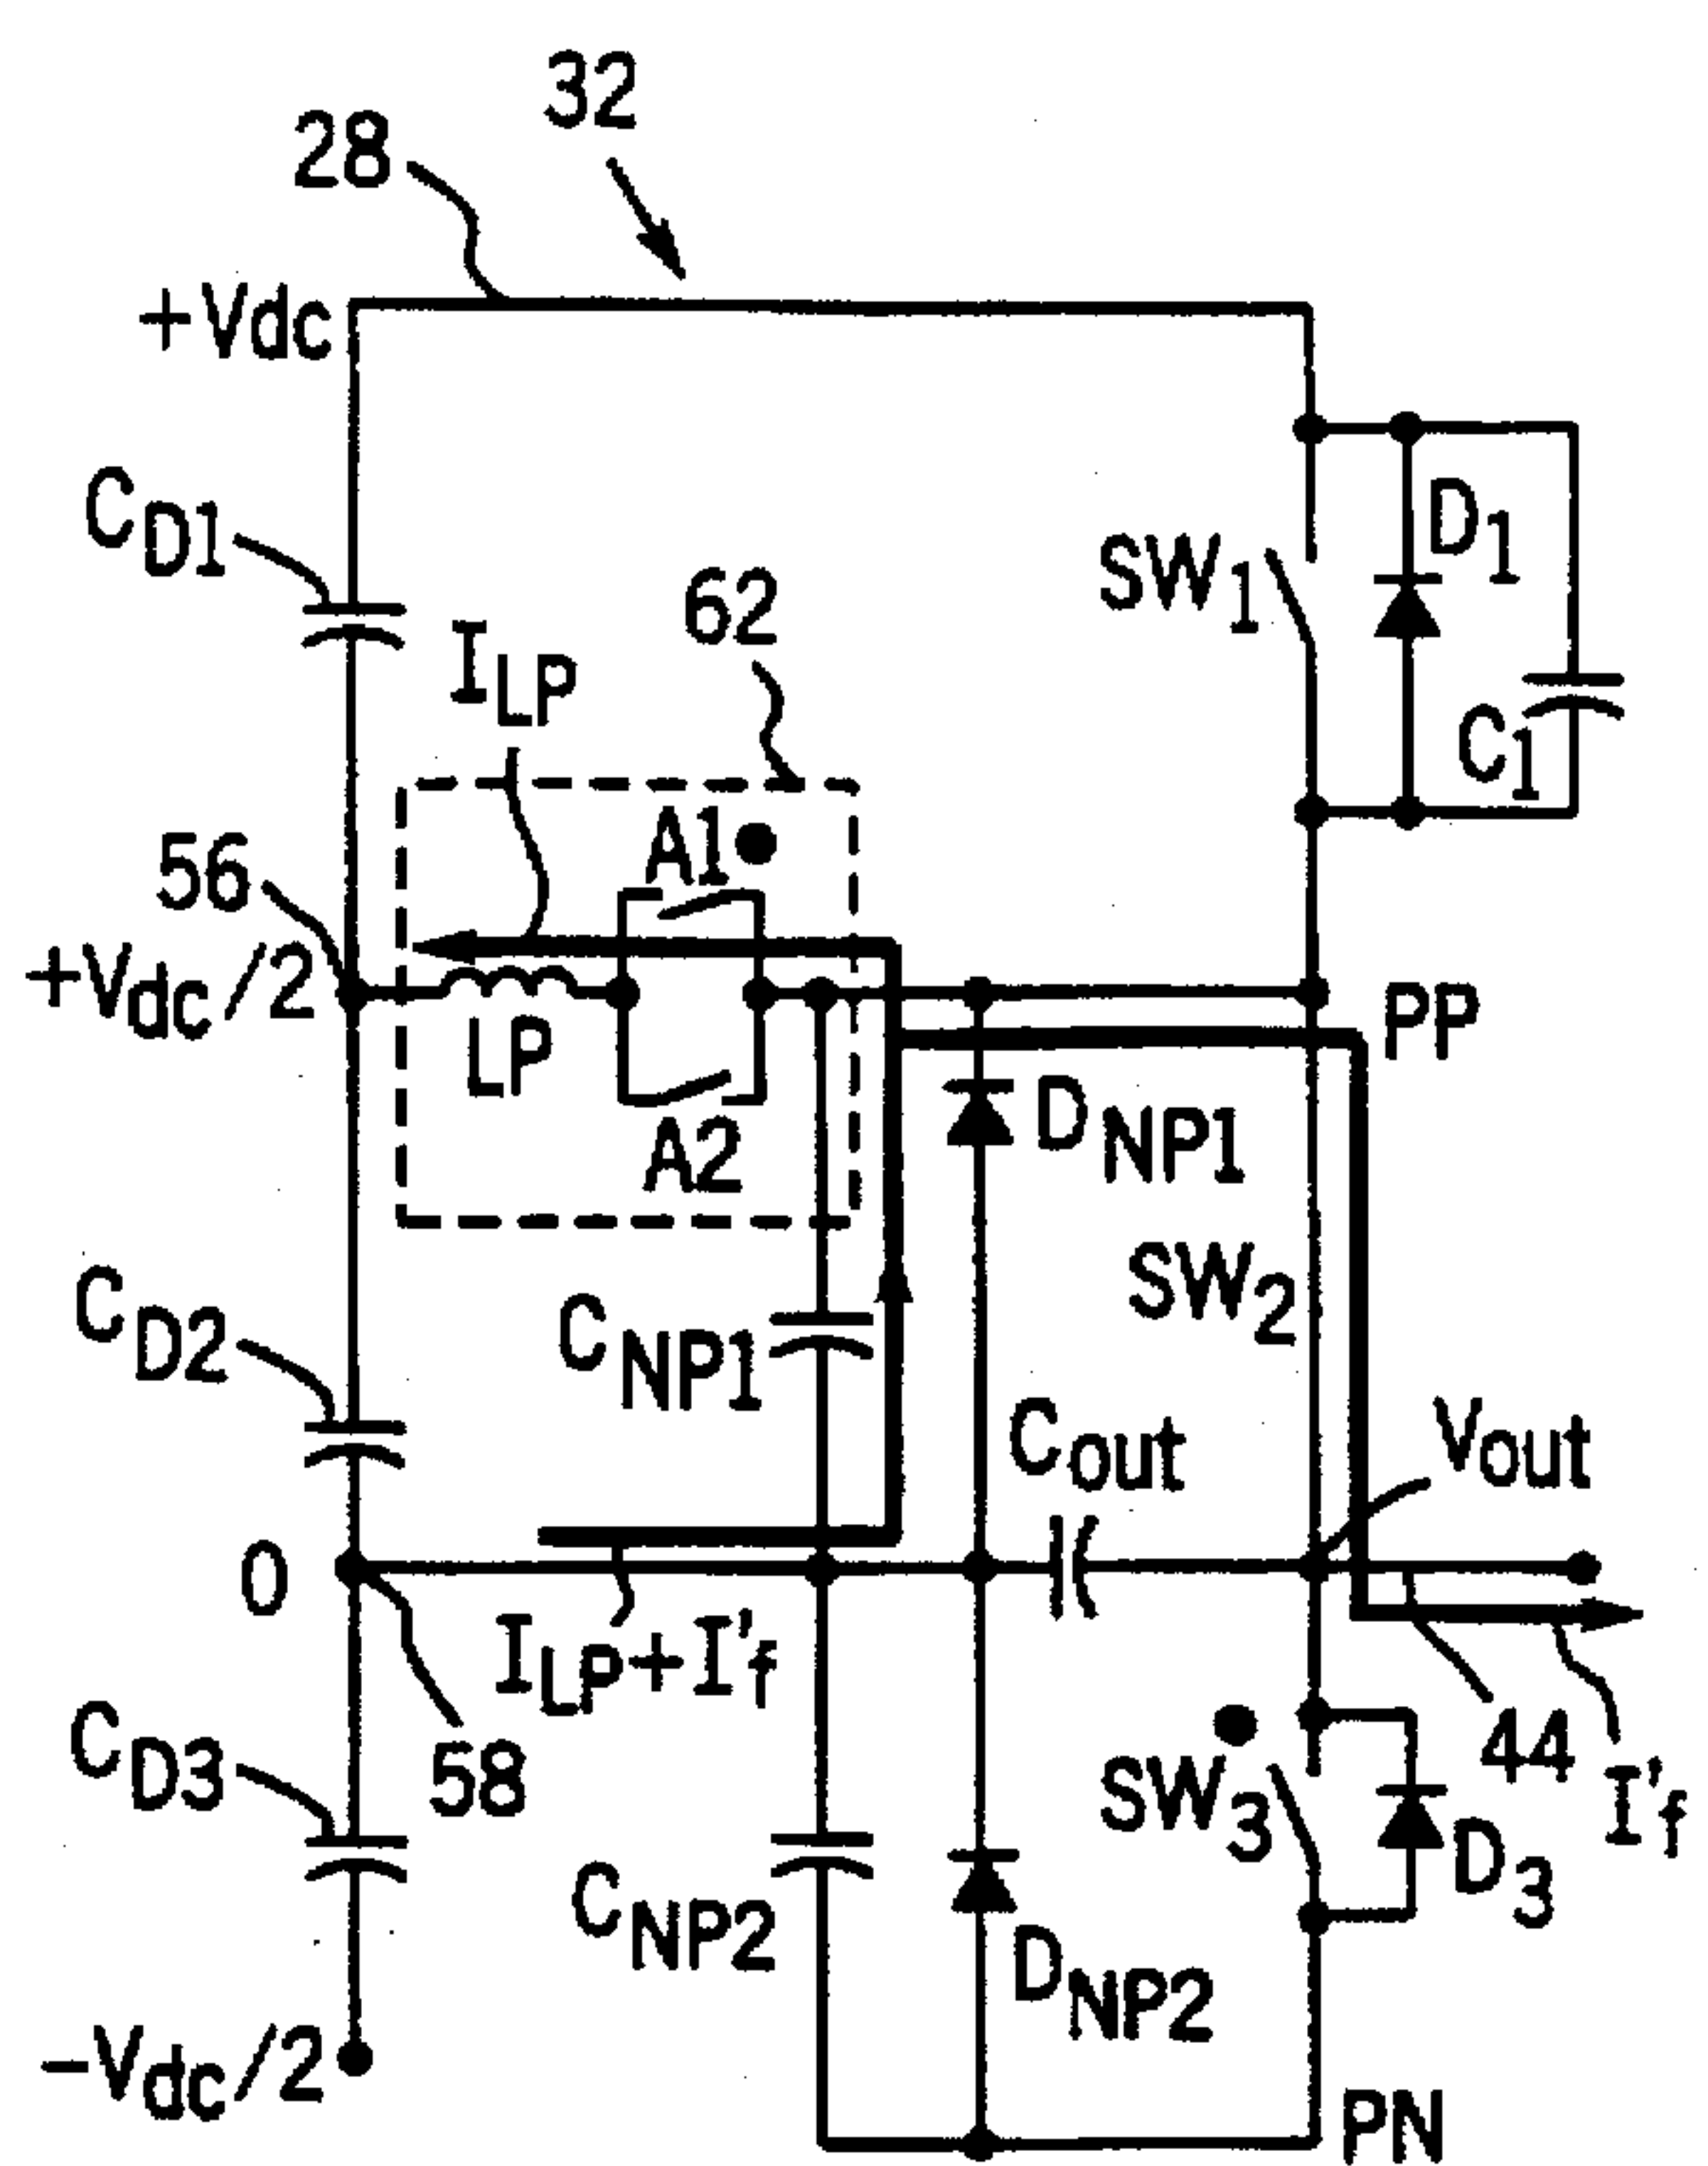 32
28
+Vdc
CD1
D1
SW1
62
ILP
C1
A1
56
+Vdc/2
PP
LP
DNP1
A2
SW2
CD2
CNP1
Cout
Vout
0
ILP+I'f
44
CD3
58
SW3
I'f
D3
CNP2
DNP2
-Vdc/2
PN